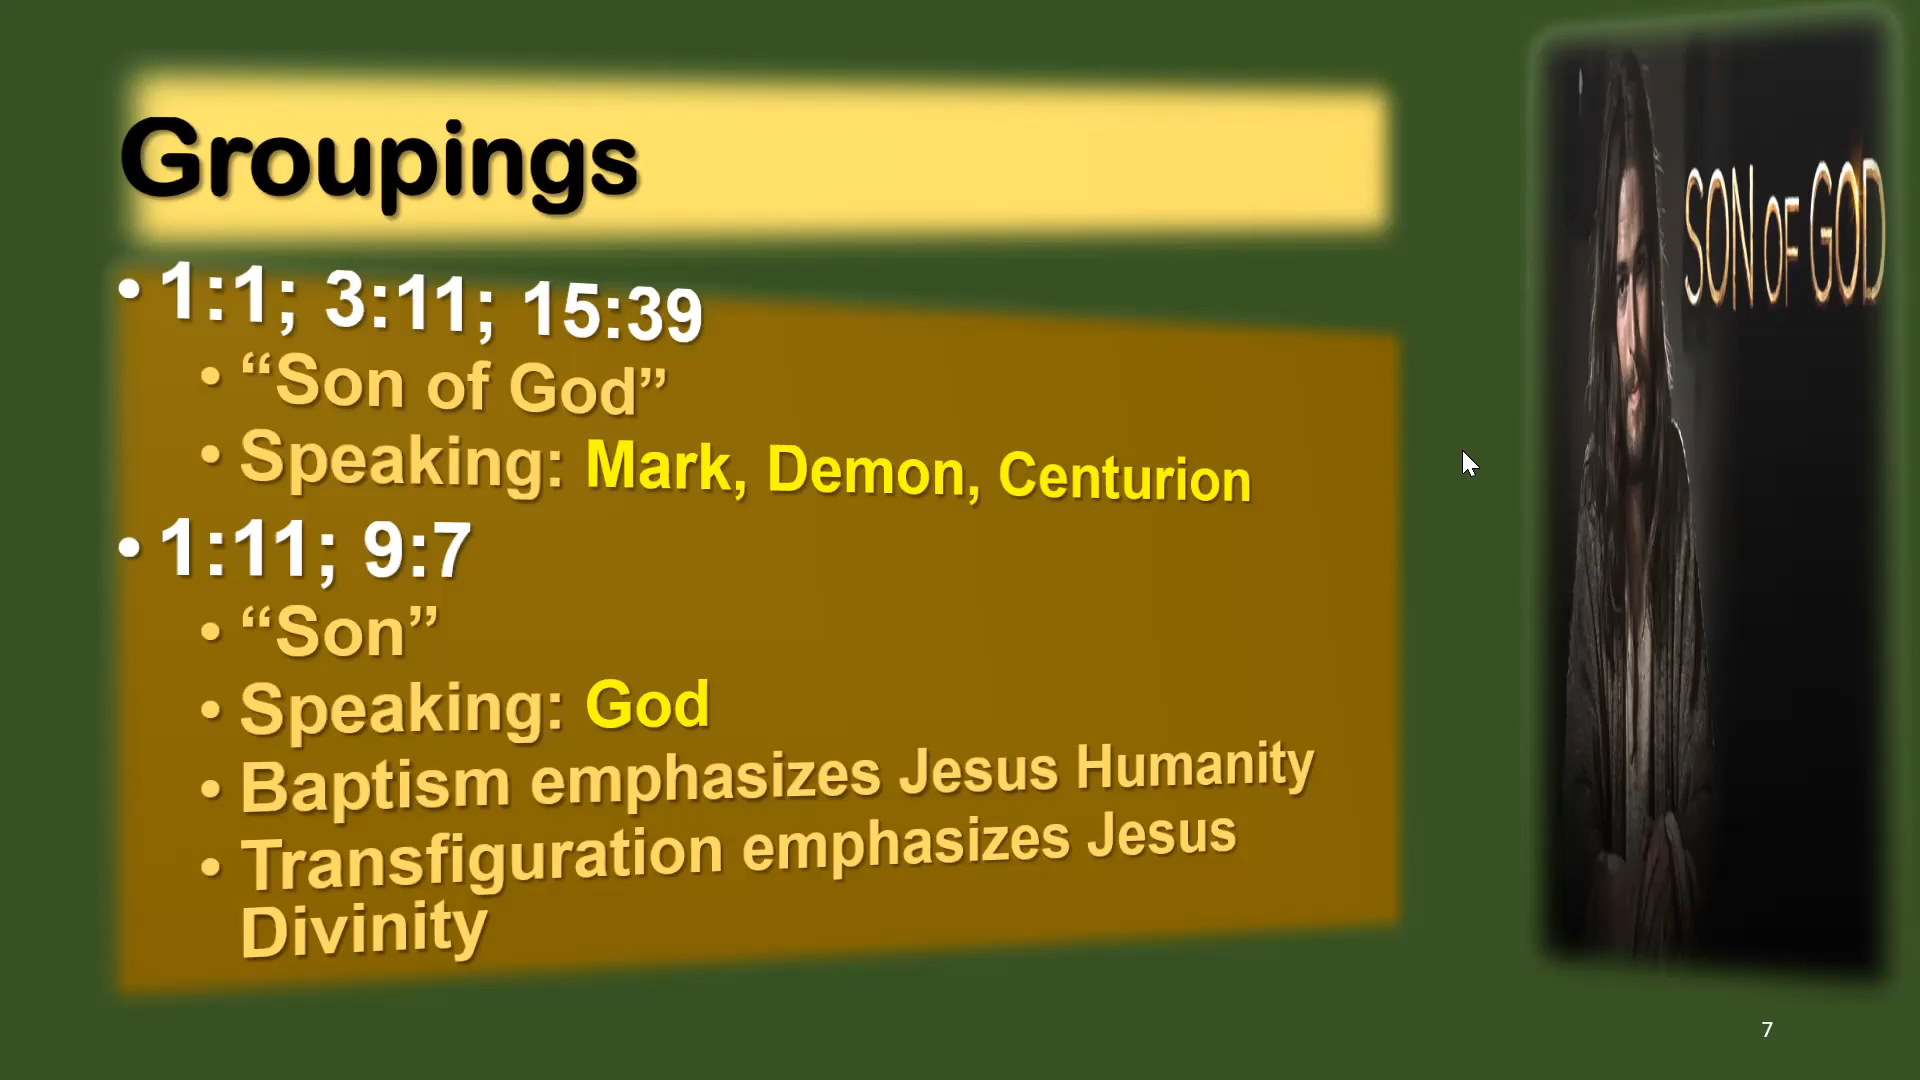 Groupings
• 1:1; 3:11; 15:39
• “Son of God”
• Speaking: Mark, Demon, Centurion
• 1:11; 9:7
• “Son”
• Speaking: God
• Baptism emphasizes Jesus Humanity
• Transfiguration emphasizes Jesus
Divinity
SON OF GOD
7